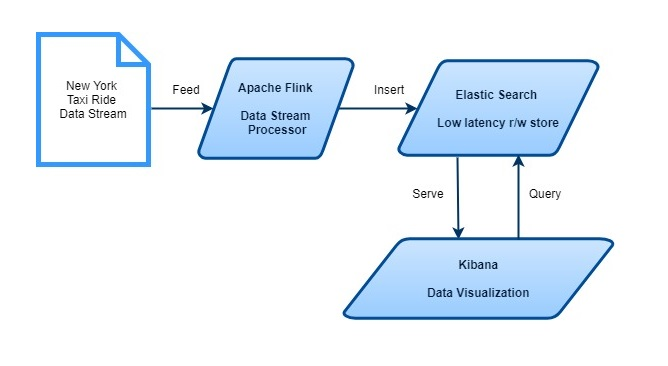 New York
Taxi Ride
Data Stream
Feed
Apache Flink
Data Stream
Processor
Insert
Elastic Search
Low latency r/w store
Serve
Query
Kibana
Data Visualization